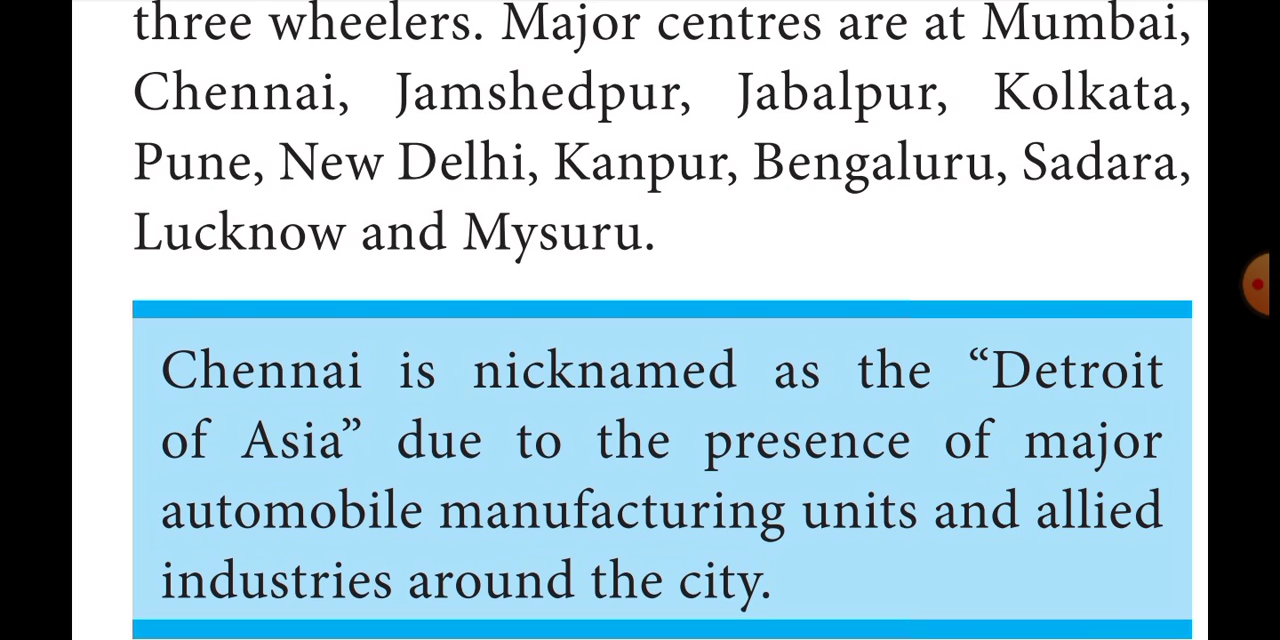 three wheelers. Major centres are at Mumbai,
Chennai, Jamshedpur, Jabalpur, Kolkata,
Pune, New Delhi, Kanpur, Bengaluru, Sadara,
Lucknow and Mysuru.
Chennai is nicknamed as the “Detroit
of Asia” due to the presence of major
automobile manufacturing units and allied
industries around the city.